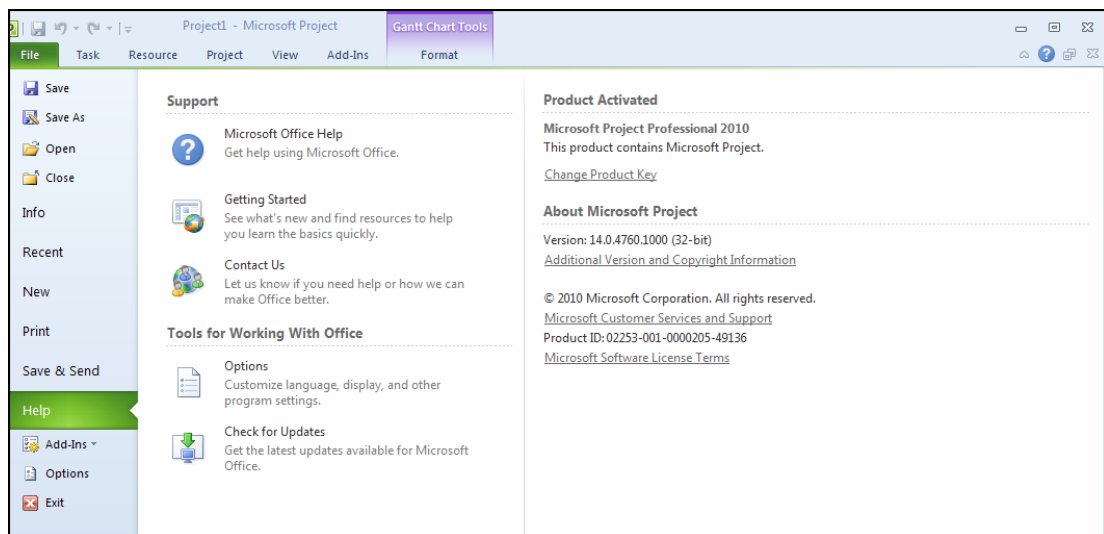 Project1 - Microsoft Project
Gantt Chart Tools
File Task Resource Project View Add-Ins Format
Save
Save As
Open
Close
Info
Recent
New
Print
Save & Send
Help
Add-Ins
Options
Exit
Support
Microsoft Office Help
Get help using Microsoft Office.
Getting Started
See what's new and find resources to help
you learn the basics quickly.
Contact Us
Let us know if you need help or how we can
make Office better.
Tools for Working With Office
Options
Customize language, display, and other
program settings.
Check for Updates
Get the latest updates available for Microsoft
Office.
Product Activated
Microsoft Project Professional 2010
This product contains Microsoft Project.
Change Product Key
About Microsoft Project
Version: 14.0.4760.1000 (32-bit)
Additional Version and Copyright Information
© 2010 Microsoft Corporation. All rights reserved.
Microsoft Customer Services and Support
Product ID: 02253-001-0000205-49136
Microsoft Software License Terms